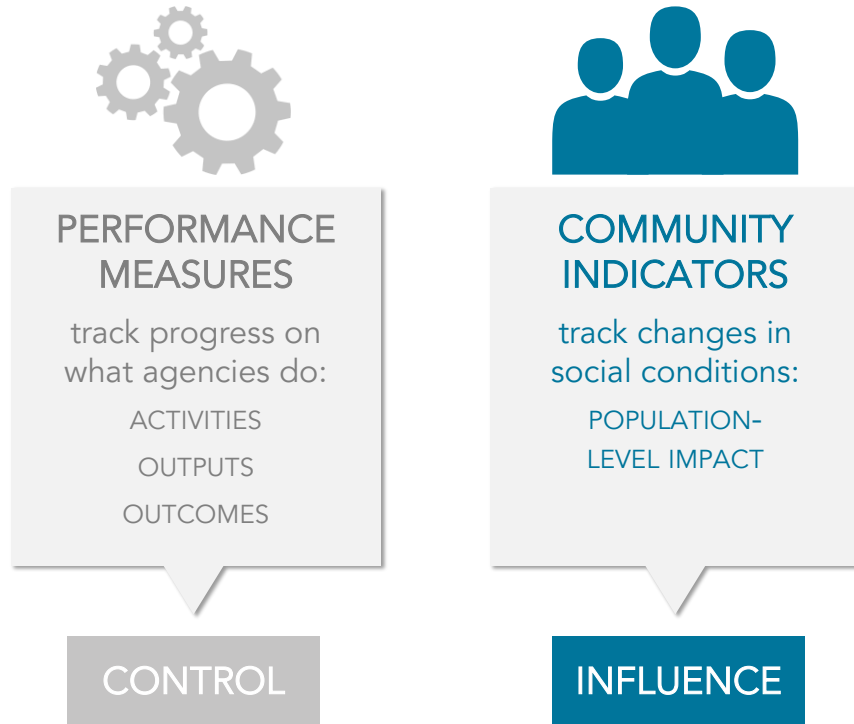 PERFORMANCE
MEASURES
track progress on
what agencies do:
ACTIVITIES
OUTPUTS
OUTCOMES
CONTROL
COMMUNITY
INDICATORS
track changes in
social conditions:
POPULATION-
LEVEL IMPACT
INFLUENCE